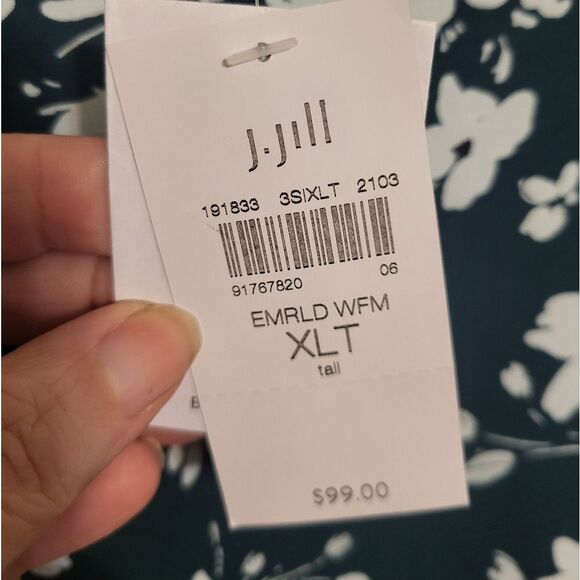 J.Jill
191833 3SIXLT 2103
91767820 06
EMRLD WFM
XLT
tall
$99.00